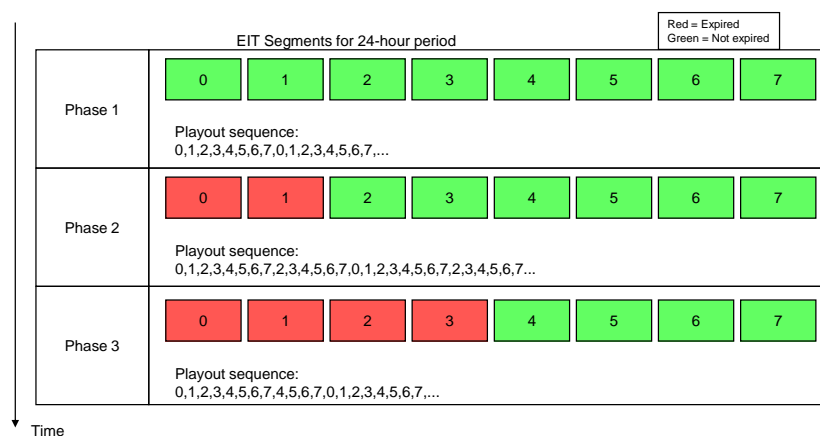 Red = Expired
Green = Not expired
EIT Segments for 24-hour period
0 1 2 3 4 5 6 7
Phase 1
Playout sequence:
0,1,2,3,4,5,6,7,0,1,2,3,4,5,6,7,...
0 1 2 3 4 5 6 7
Phase 2
Playout sequence:
0,1,2,3,4,5,6,7,2,3,4,5,6,7,0,1,2,3,4,5,6,7,2,3,4,5,6,7...
0 1 2 3 4 5 6 7
Phase 3
Playout sequence:
0,1,2,3,4,5,6,7,4,5,6,7,0,1,2,3,4,5,6,7,...
Time